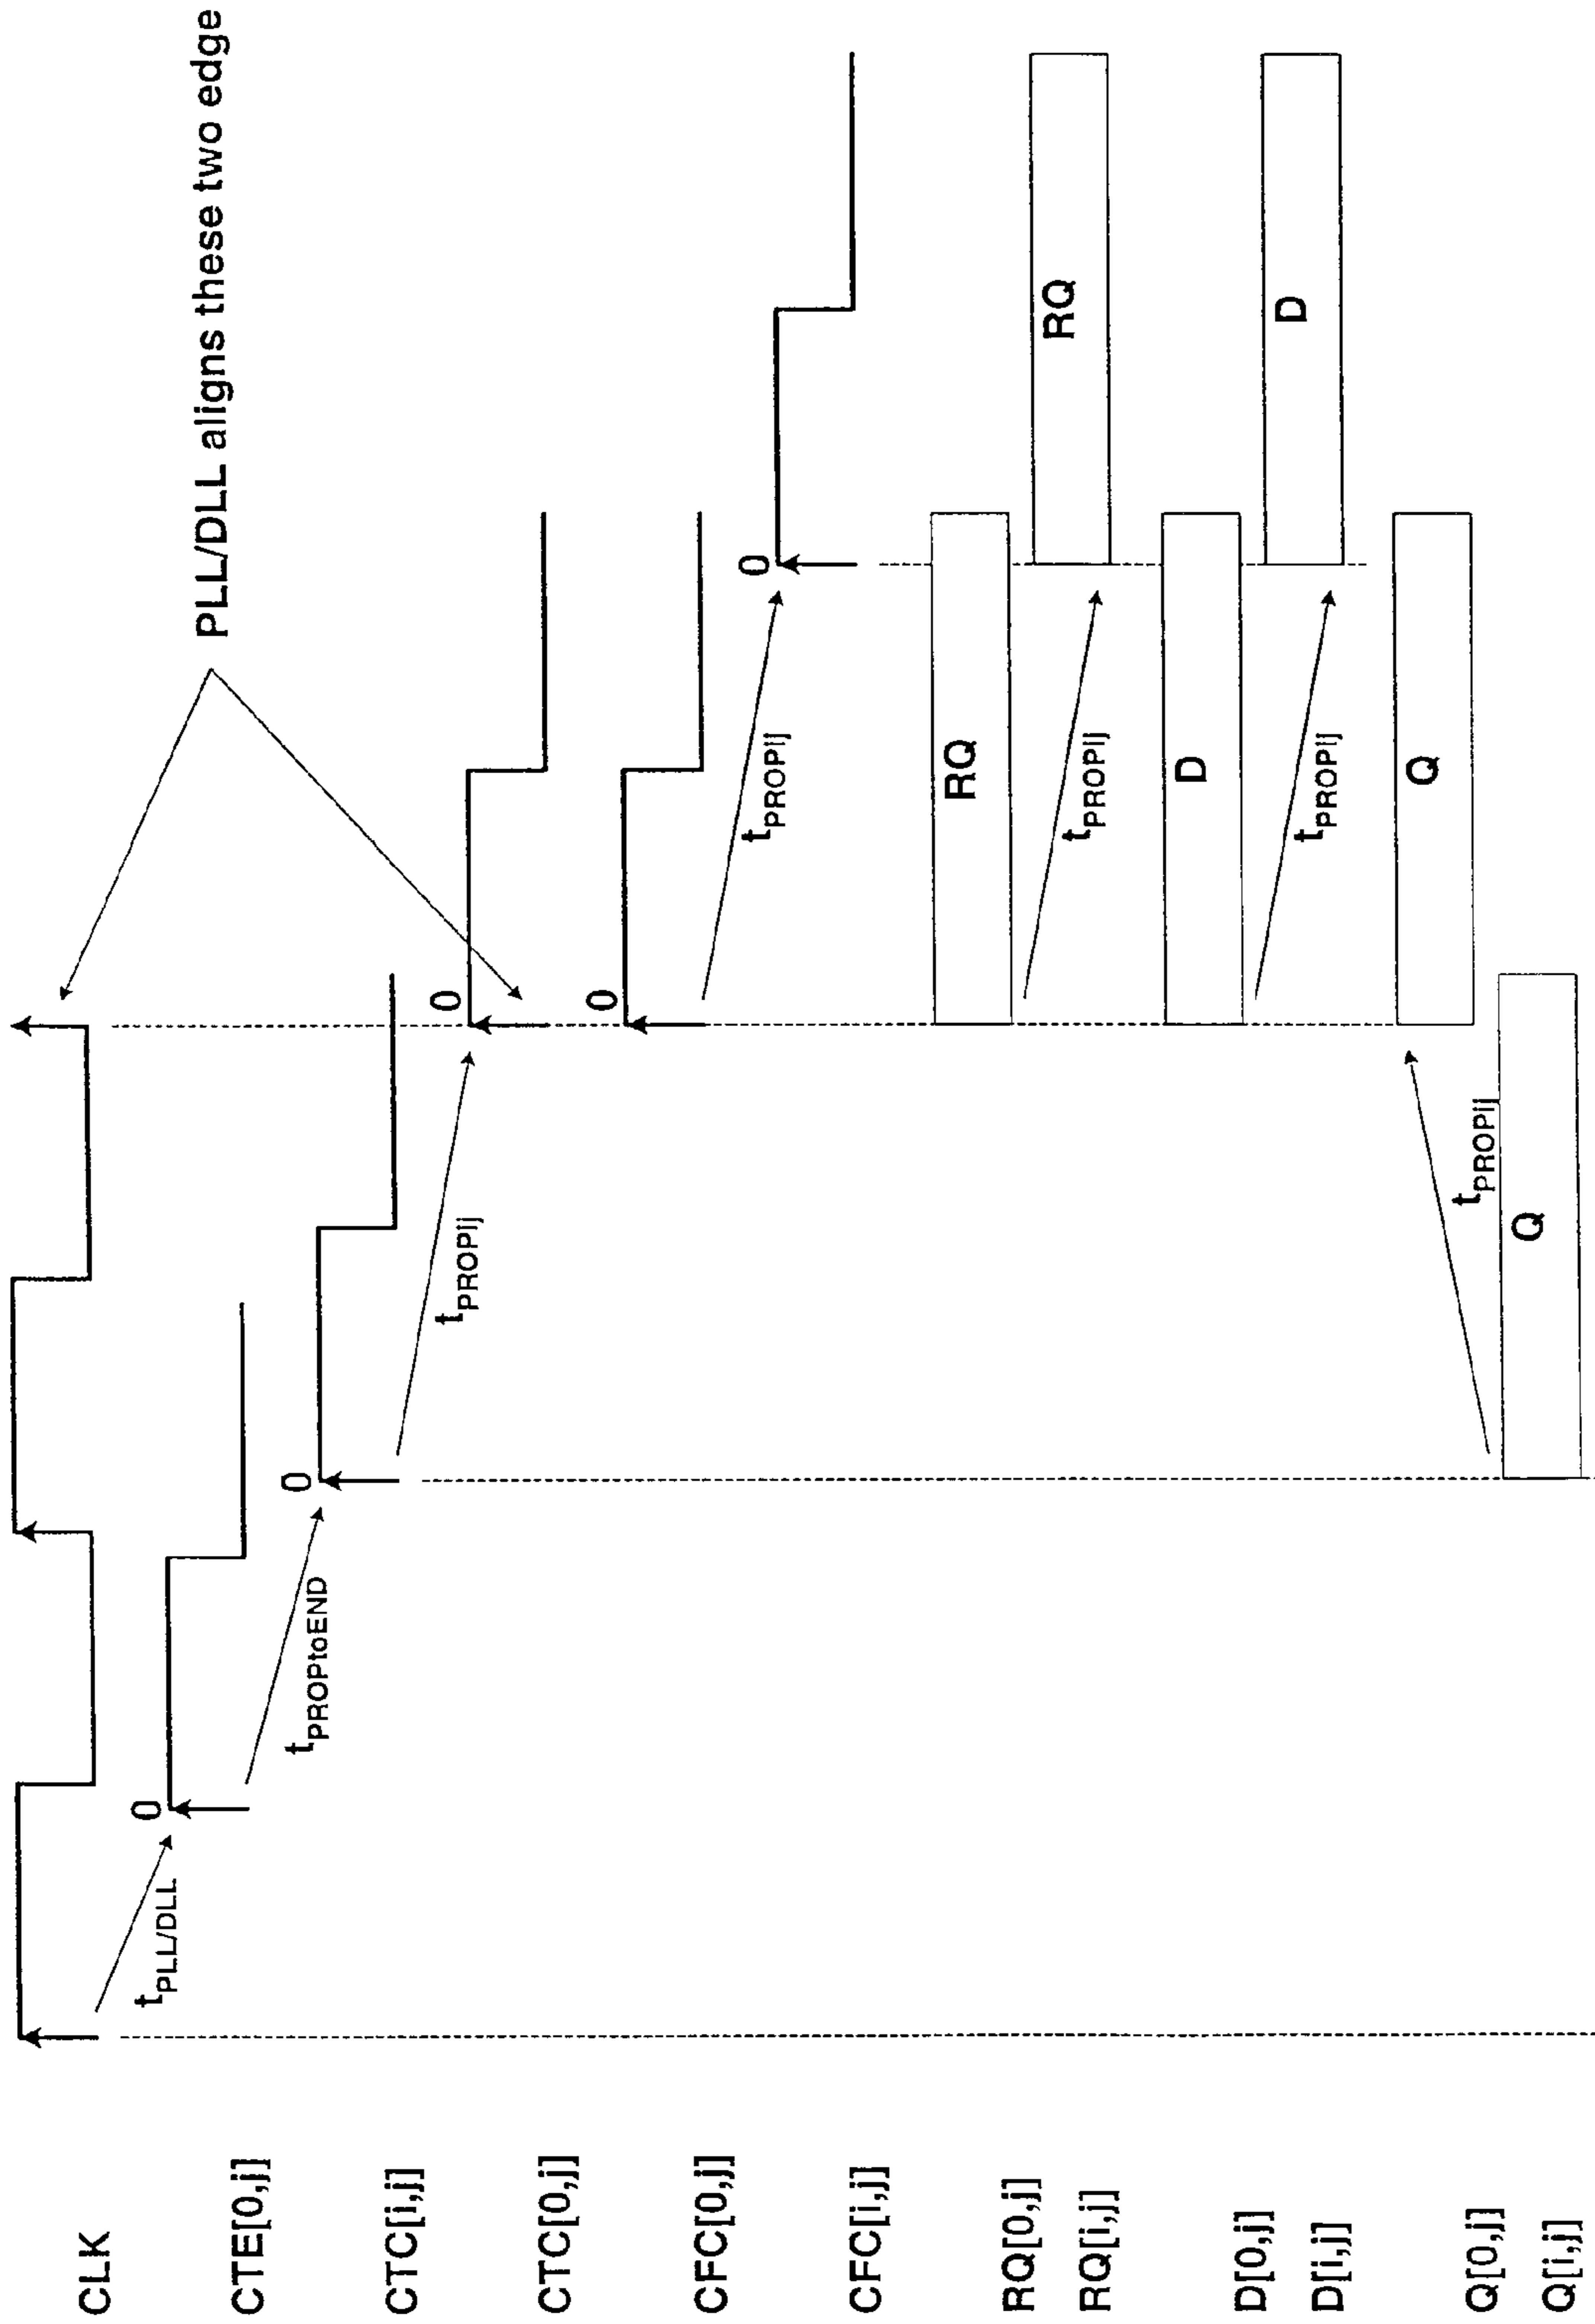 PLL/DLL aligns these two edge
CLK
tPLL/DLL
0
CTE[0,j]
tPROPtoEND
0
CTC[i,j]
tPROPij
0
CTC[0,j]
0
CFC[0,j]
tPROPij
0
CFC[i,j]
RQ
RQ[0,j]
RQ
RQ[i,j]
tPROPij
D
D[0,j]
D
D[i,j]
tPROPij
Q
Q[0,j]
tPROPij
Q
Q[i,j]